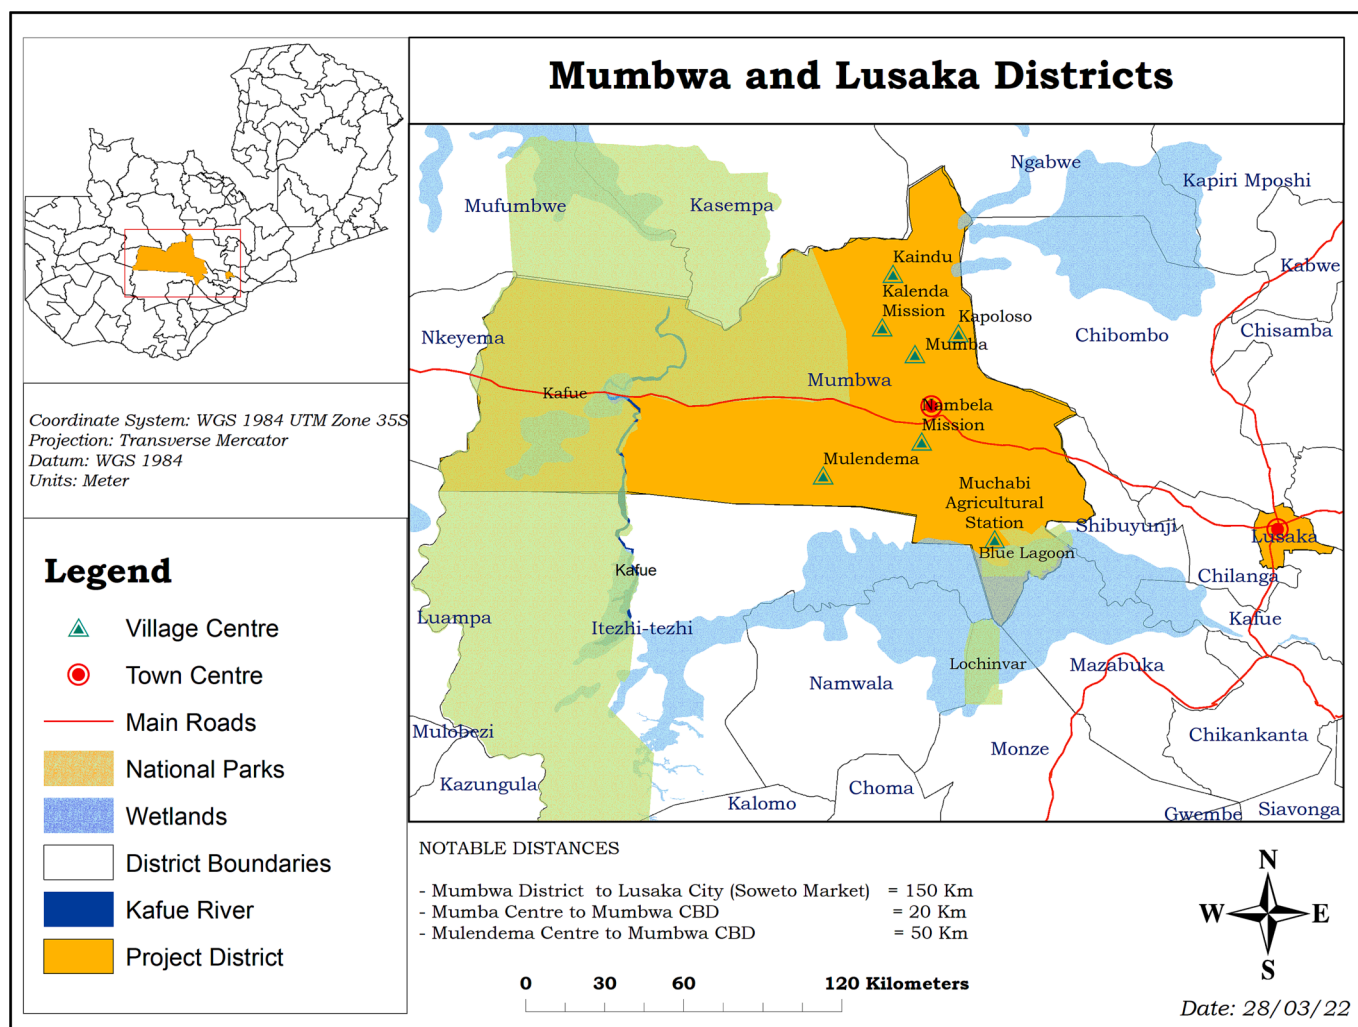 Mumbwa and Lusaka Districts
Coordinate System: WGS 1984 UTM Zone 35S
Projection: Transverse Mercator
Datum: WGS 1984
Units: Meter
Legend
Village Centre
Town Centre
Main Roads
National Parks
Wetlands
District Boundaries
Kafue River
Project District
Ngabwe
Kapiri Mposhi
Mufumbwe
Kasempa
Kaindu
Kabwe
Kalenda
Mission
Kapoloso
Nkeyema
Mumba
Chibombo
Chisamba
Mumbwa
Kafue
Nambela
Mission
Mulendema
Muchabi
Agricultural
Station
Shibuyunji
Lusaka
Blue Lagoon
Kafue
Chilanga
Luampa
Itezhi-tezhi
Kafue
Lochinvar
Mazabuka
Namwala
Mulobezi
Monze
Chikankanta
Kazungula
Choma
Kalomo
Gwembe
Siavonga
NOTABLE DISTANCES
- Mumbwa District to Lusaka City (Soweto Market) = 150 Km
- Mumba Centre to Mumbwa CBD = 20 Km
- Mulendema Centre to Mumbwa CBD = 50 Km
0 30 60 120 Kilometers
N
W E
S
Date: 28/03/22